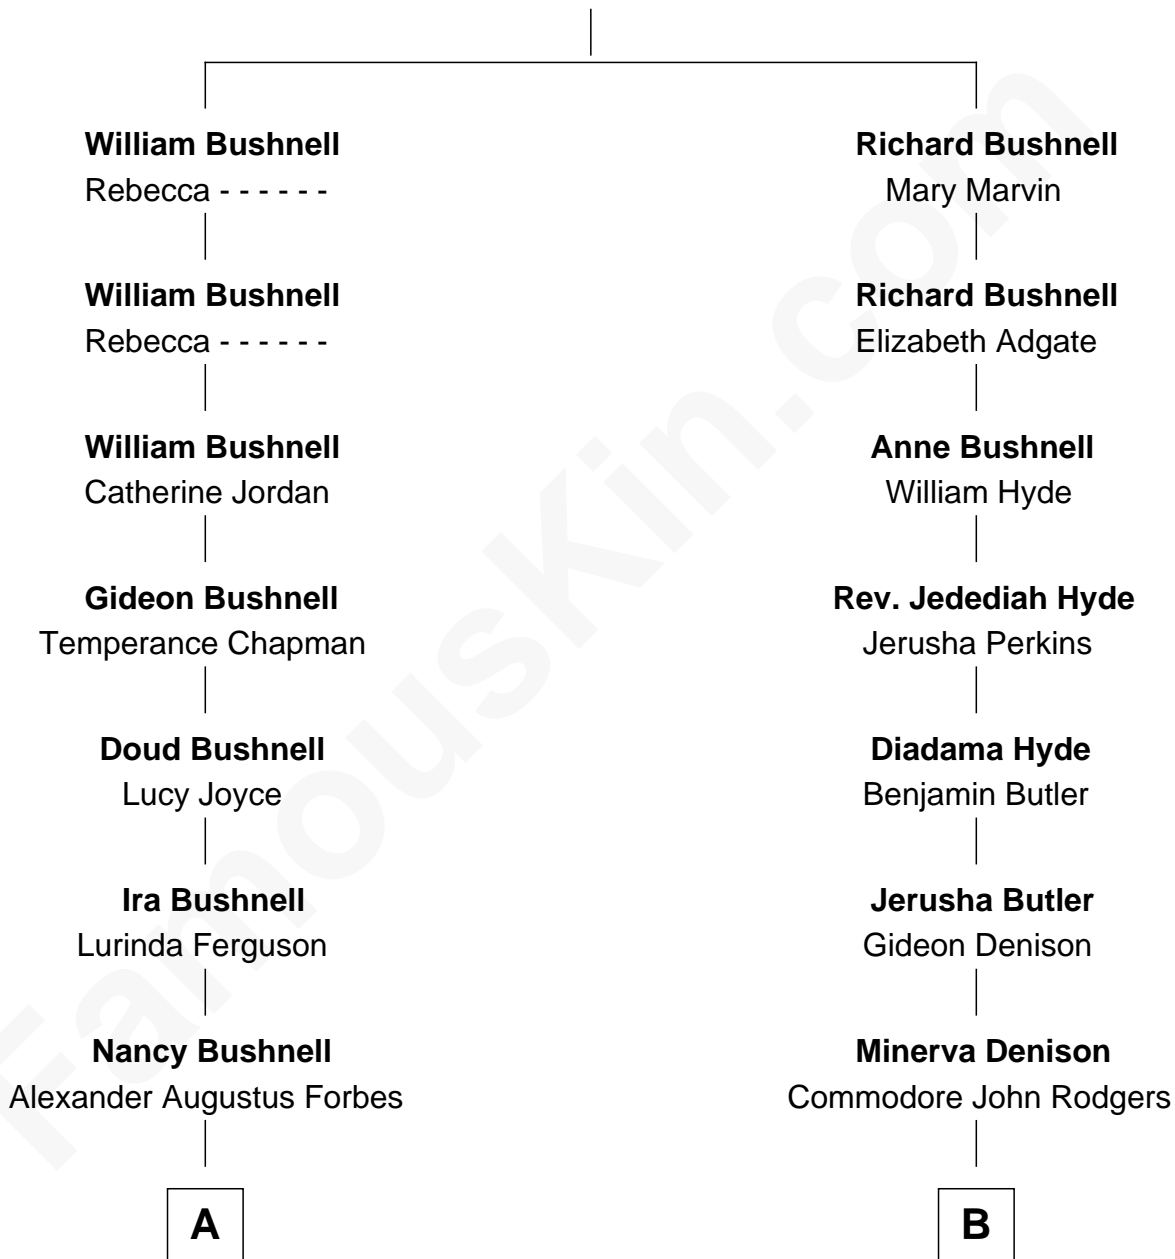 William Bushnell
Rebecca - - - - - -
William Bushnell
Rebecca - - - - - -
William Bushnell
Catherine Jordan
Gideon Bushnell
Temperance Chapman
Doud Bushnell
Lucy Joyce
Ira Bushnell
Lurinda Ferguson
Nancy Bushnell
Alexander Augustus Forbes
A
Richard Bushnell
Mary Marvin
Richard Bushnell
Elizabeth Adgate
Anne Bushnell
William Hyde
Rev. Jedediah Hyde
Jerusha Perkins
Diadama Hyde
Benjamin Butler
Jerusha Butler
Gideon Denison
Minerva Denison
Commodore John Rodgers
B
FamousKin.com